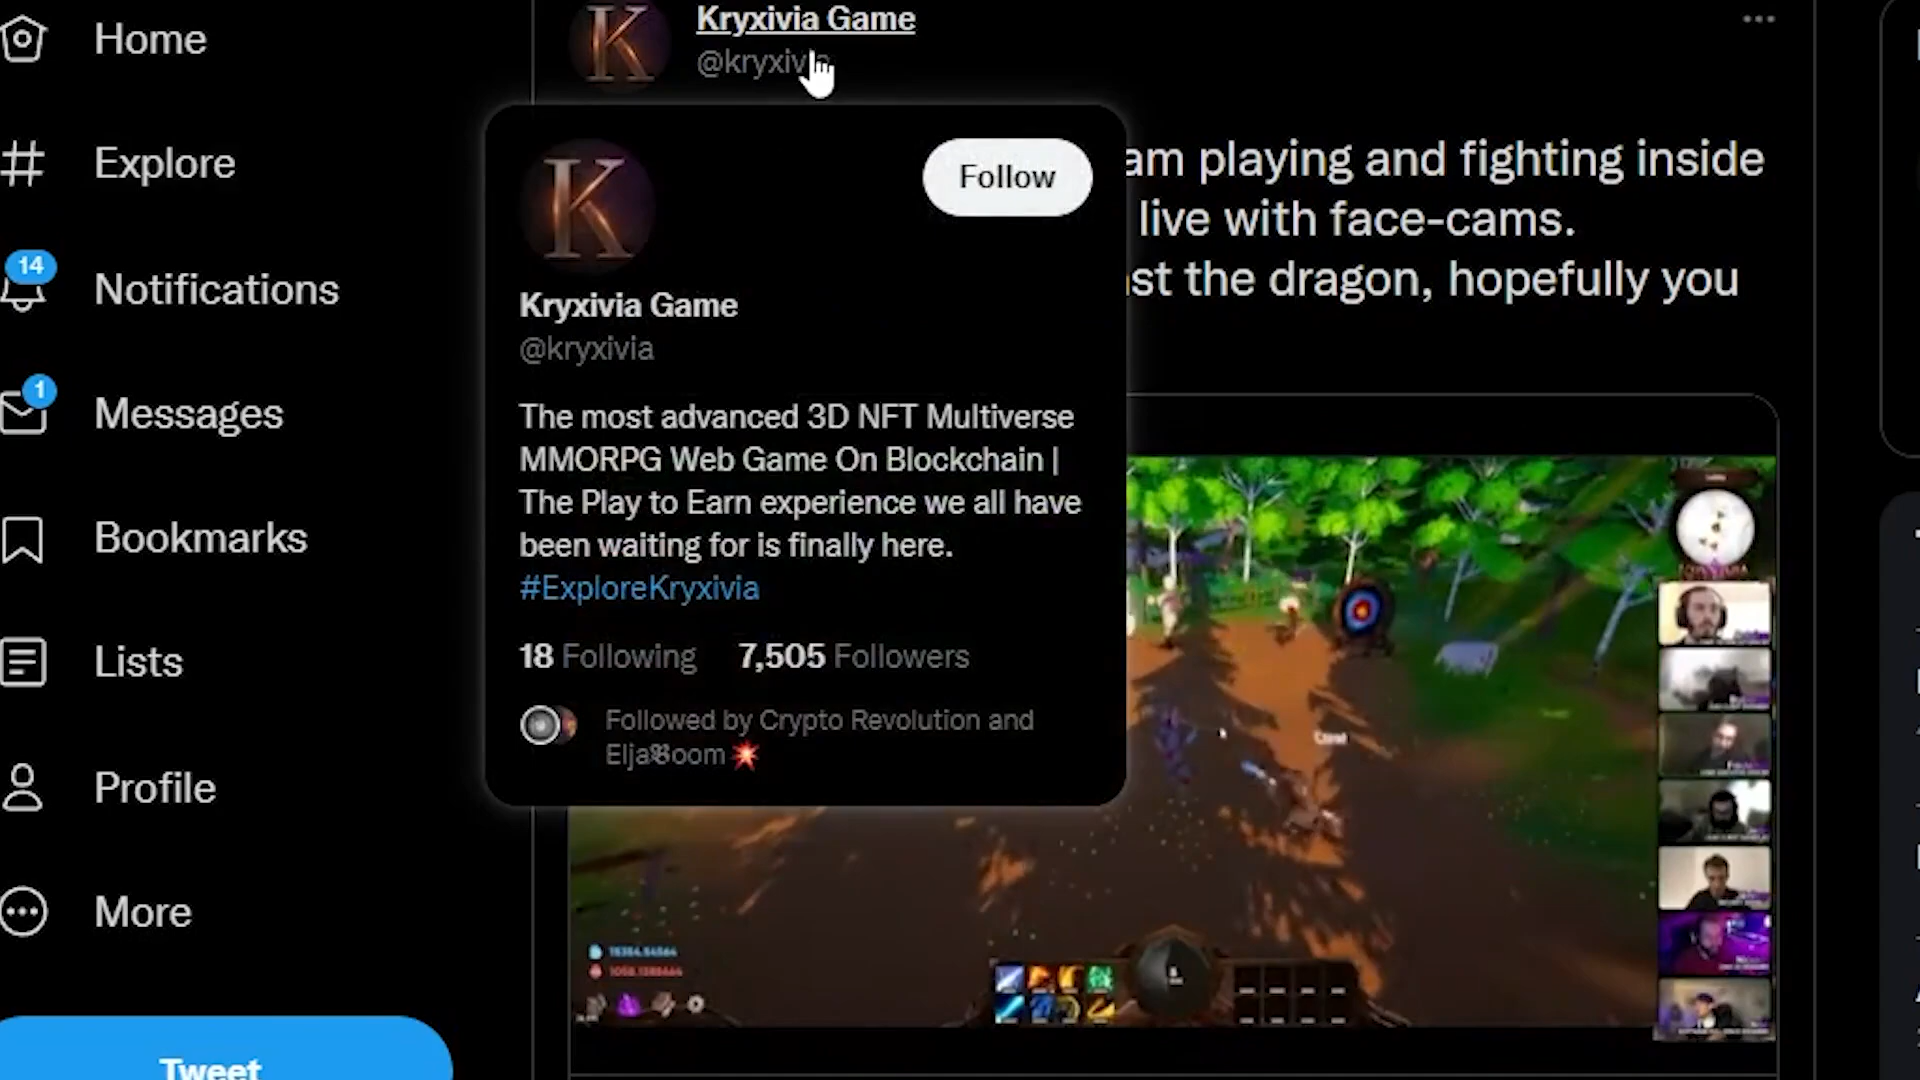 Home
Explore
14
Notifications
1
Messages
Bookmarks
Lists
Profile
More
Tweet
Kryxivia Game
@kryxivia
am playing and fighting inside
live with face-cams.
st the dragon, hopefully you
K
Follow
Kryxivia Game
@kryxivia
The most advanced 3D NFT Multiverse
MMORPG Web Game On Blockchain |
The Play to Earn experience we all have
been waiting for is finally here.
#ExploreKryxivia
18 Following 7,505 Followers
Followed by Crypto Revolution and